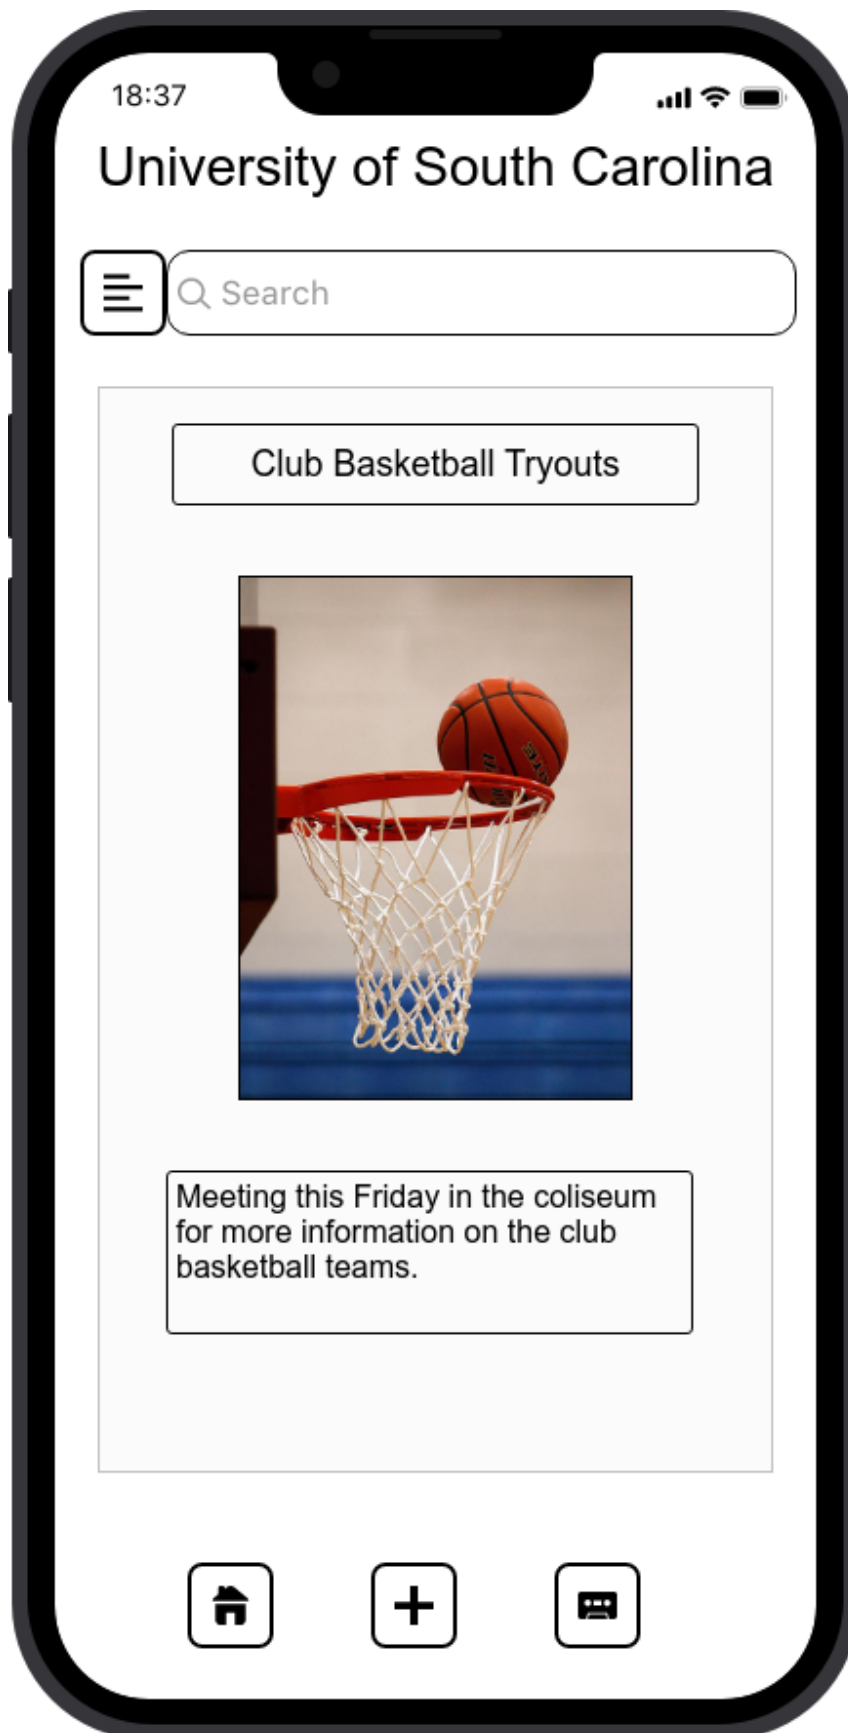 18:37
University of South Carolina
Search
Club Basketball Tryouts
Meeting this Friday in the coliseum
for more information on the club
basketball teams.